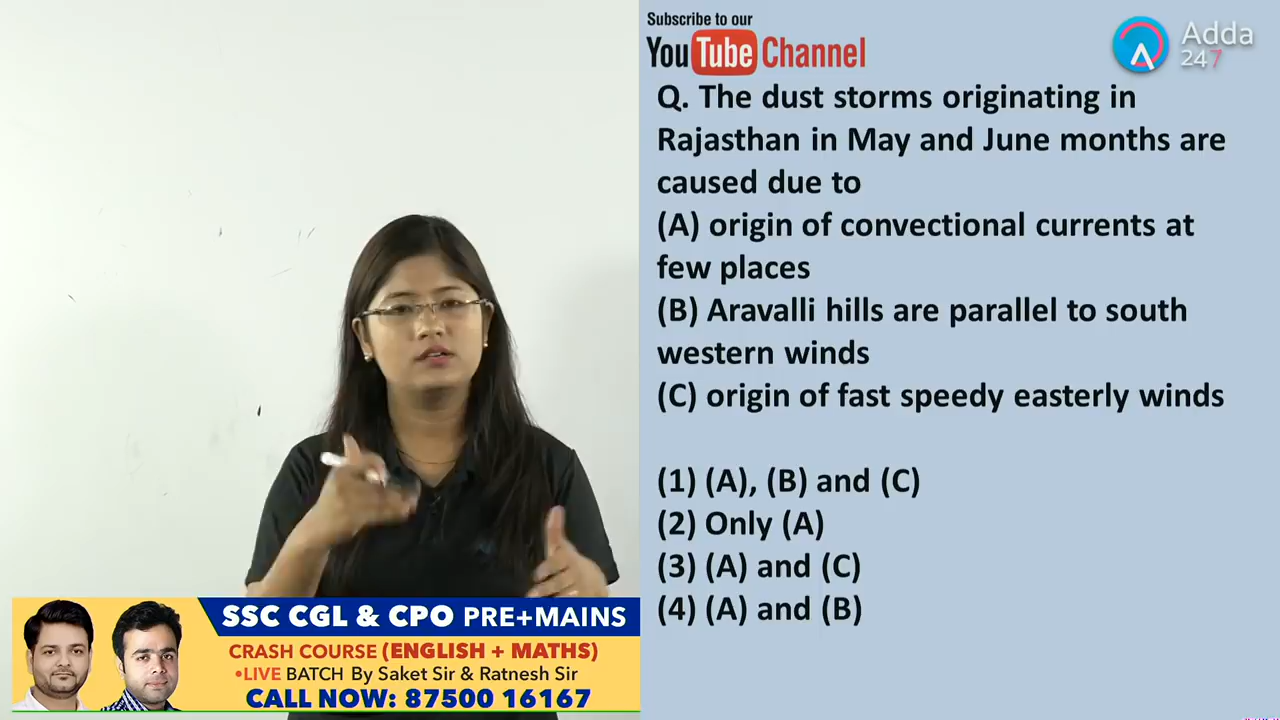 Subscribe to our
YouTube Channel
Adda
247
Q. The dust storms originating in
Rajasthan in May and June months are
caused due to
(A) origin of convectional currents at
few places
(B) Aravalli hills are parallel to south
western winds
(C) origin of fast speedy easterly winds
(1) (A), (B) and (C)
(2) Only (A)
(3) (A) and (C)
(4) (A) and (B)
SSC CGL & CPO PRE+MAINS
CRASH COURSE (ENGLISH + MATHS)
•LIVE BATCH By Saket Sir & Ratnesh Sir
CALL NOW: 87500 16167